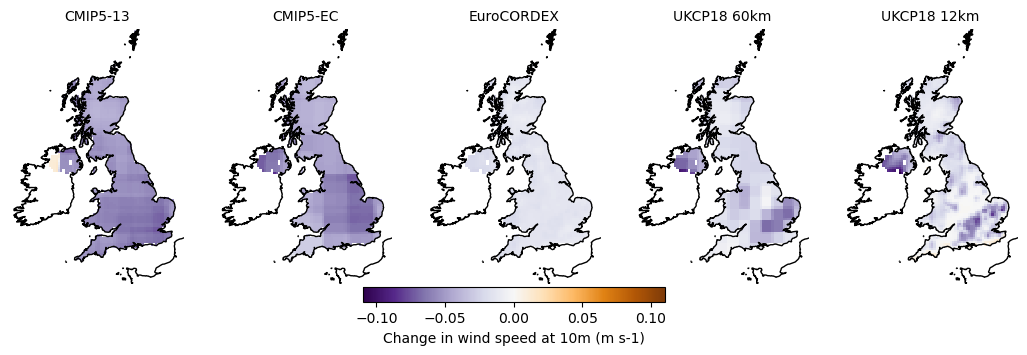 CMIP5-13 CMIP5-EC EuroCORDEX UKCP18 60km UKCP18 12km
−0.10 −0.05 0.00 0.05 0.10
Change in wind speed at 10m (m s-1)